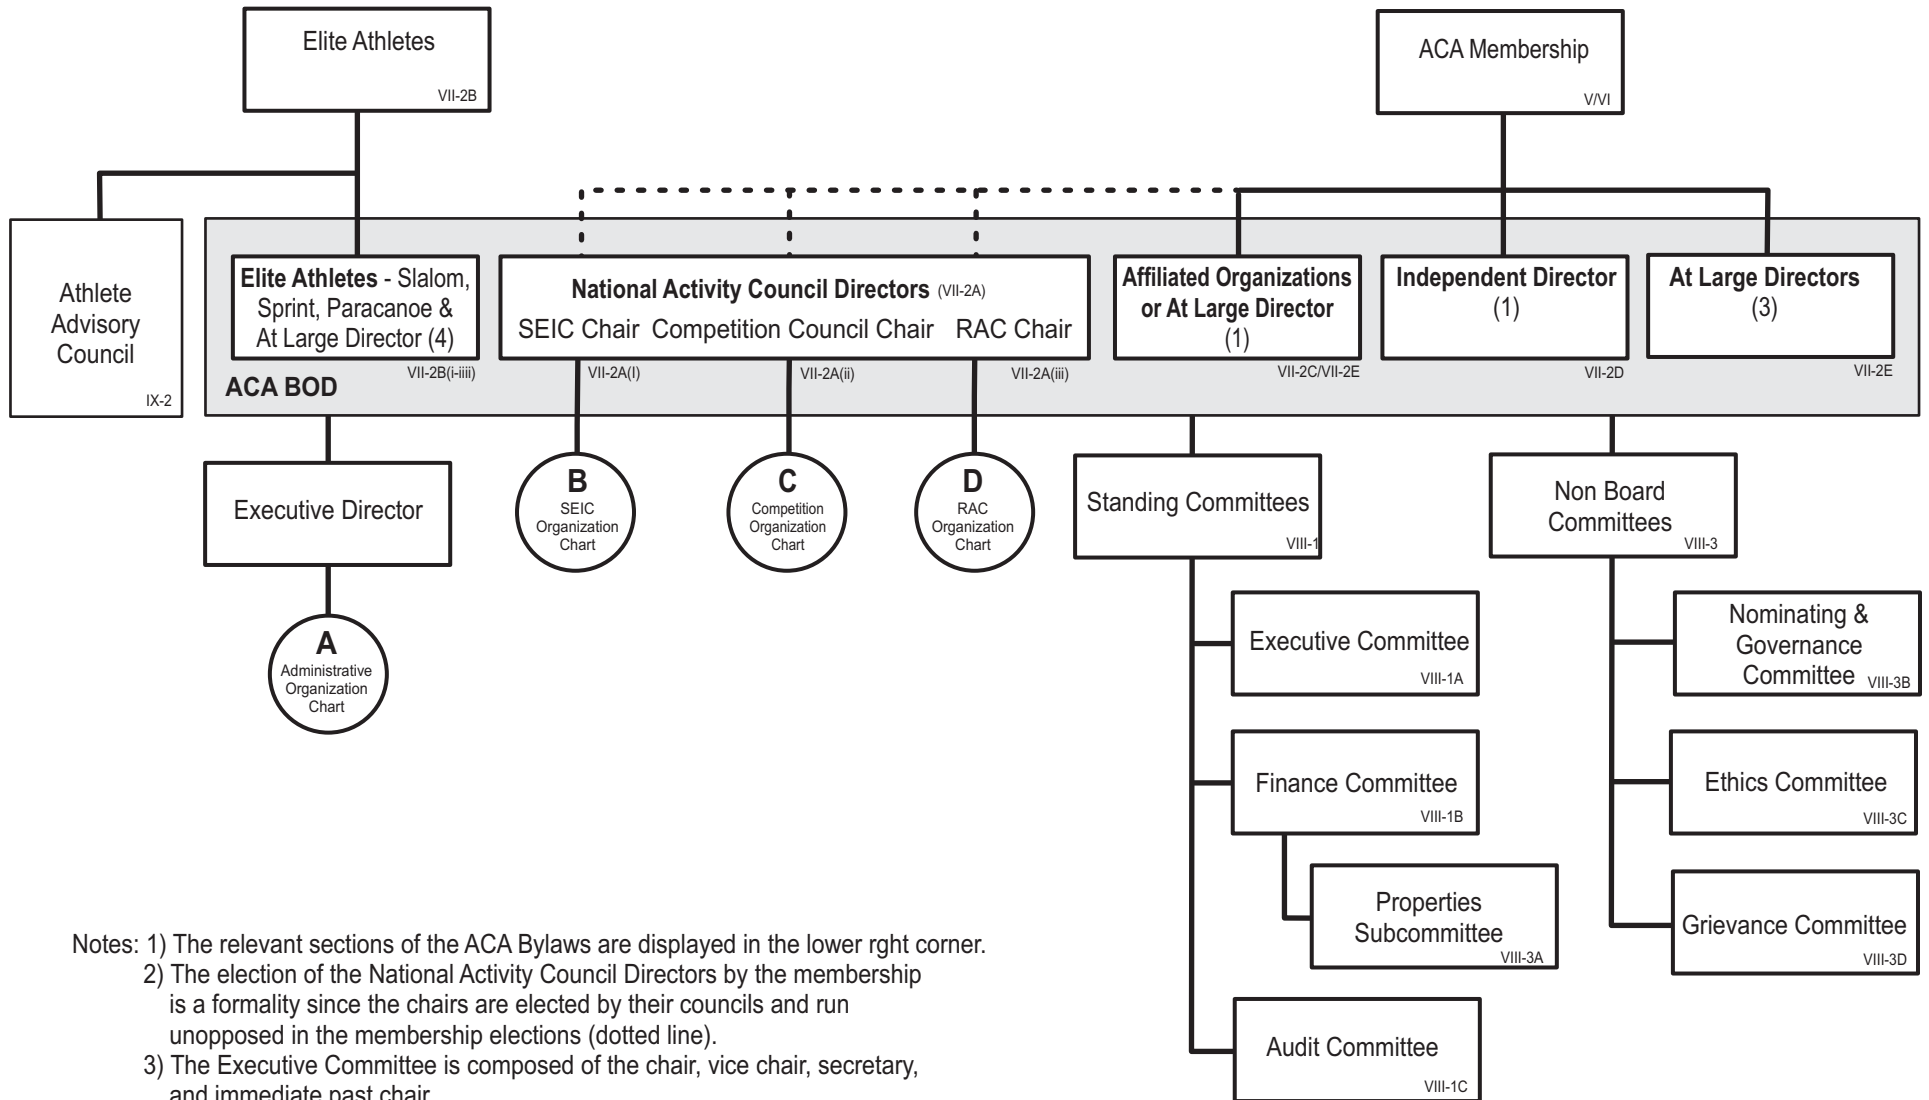 Elite Athletes
VII-2B
ACA Membership
V/VI
Athlete
Advisory
Council
IX-2
Elite Athletes - Slalom,
Sprint, Paracanoe &
At Large Director (4)
VII-2B(i-iiii)
National Activity Council Directors (VII-2A)
SEIC Chair Competition Council Chair RAC Chair
VII-2A(I)
VII-2A(ii)
VII-2A(iii)
Affiliated Organizations
or At Large Director
(1)
VII-2C/VII-2E
Independent Director
(1)
VII-2D
At Large Directors
(3)
VII-2E
ACA BOD
Executive Director
A
Administrative
Organization
Chart
B
SEIC
Organization
Chart
C
Competition
Organization
Chart
D
RAC
Organization
Chart
Standing Committees
VIII-1
Executive Committee
VIII-1A
Finance Committee
VIII-1B
Properties
Subcommittee
VIII-3A
Audit Committee
VIII-1C
Non Board
Committees
VIII-3
Nominating &
Governance
Committee VIII-3B
Ethics Committee
VIII-3C
Grievance Committee
VIII-3D
Notes: 1) The relevant sections of the ACA Bylaws are displayed in the lower rght corner.
2) The election of the National Activity Council Directors by the membership
is a formality since the chairs are elected by their councils and run
unopposed in the membership elections (dotted line).
3) The Executive Committee is composed of the chair, vice chair, secretary,
and immediate past chair